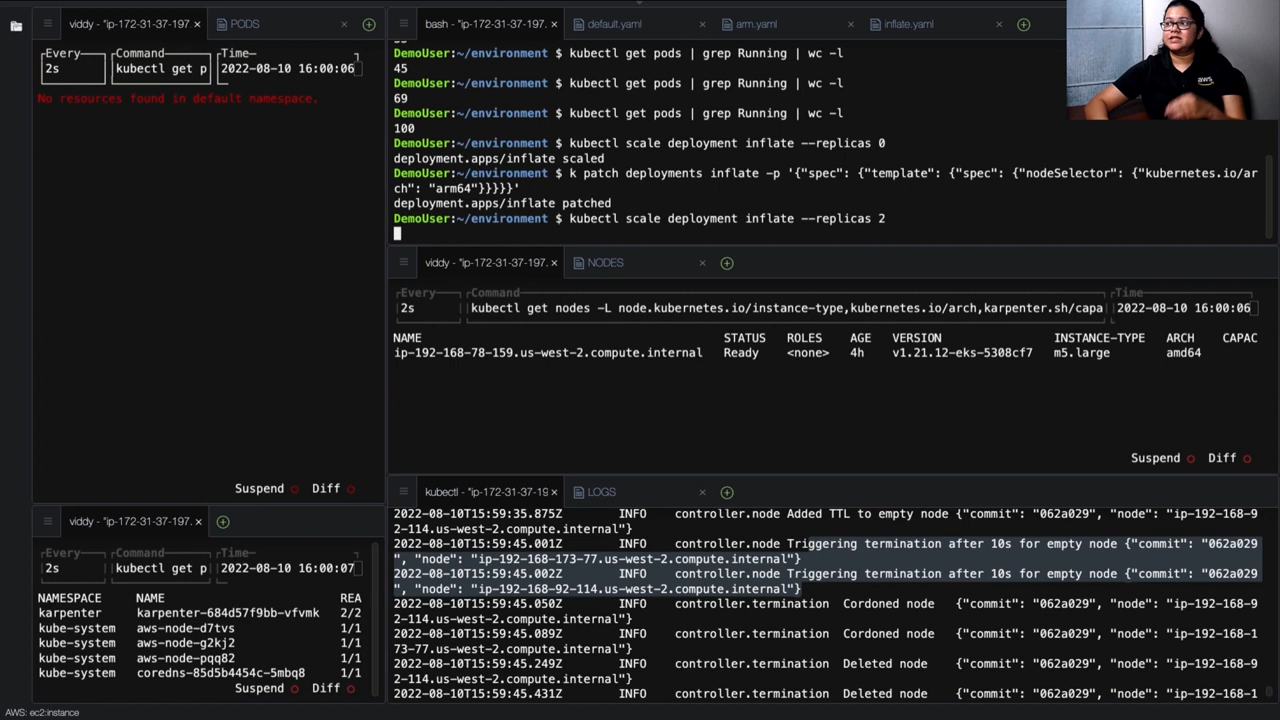 viddy - "ip-172-31-37-197. × PODS ×
Every Command Time
2s kubectl get p 2022-08-10 16:00:06
No resources found in default namespace.
Suspend Diff
viddy - "ip-172-31-37-197. ×
Every Command Time
2s kubectl get p 2022-08-10 16:00:07
NAMESPACE NAME REA
karpenter karpenter-684d57f9bb-vfvmk 2/2
kube-system aws-node-d7tvs 1/1
kube-system aws-node-g2kj2 1/1
kube-system aws-node-pqq82 1/1
kube-system coredns-85d5b4454c-5mbq8 1/1
Suspend Diff
bash - "ip-172-31-37-197. × default.yaml × arm.yaml × inflate.yaml ×
DemoUser:~/environment $ kubectl get pods | grep Running | wc -l
45
DemoUser:~/environment $ kubectl get pods | grep Running | wc -l
69
DemoUser:~/environment $ kubectl get pods | grep Running | wc -l
100
DemoUser:~/environment $ kubectl scale deployment inflate --replicas 0
deployment.apps/inflate scaled
DemoUser:~/environment $ k patch deployments inflate -p '{"spec": {"template": {"spec": {"nodeSelector": {"kubernetes.io/ar
ch": "arm64"}}}}}'
deployment.apps/inflate patched
DemoUser:~/environment $ kubectl scale deployment inflate --replicas 2
viddy - "ip-172-31-37-197. × NODES ×
Every Command Time
2s kubectl get nodes -L node.kubernetes.io/instance-type,kubernetes.io/arch,karpenter.sh/capa 2022-08-10 16:00:06
NAME STATUS ROLES AGE VERSION INSTANCE-TYPE ARCH CAPAC
ip-192-168-78-159.us-west-2.compute.internal Ready <none> 4h v1.21.12-eks-5308cf7 m5.large amd64
Suspend Diff
kubectl - "ip-172-31-37-19 × LOGS ×
2022-08-10T15:59:35.875Z INFO controller.node Added TTL to empty node {"commit": "062a029", "node": "ip-192-168-9
2-114.us-west-2.compute.internal"}
2022-08-10T15:59:45.001Z INFO controller.node Triggering termination after 10s for empty node {"commit": "062a029
", "node": "ip-192-168-173-77.us-west-2.compute.internal"}
2022-08-10T15:59:45.002Z INFO controller.node Triggering termination after 10s for empty node {"commit": "062a029
", "node": "ip-192-168-92-114.us-west-2.compute.internal"}
2022-08-10T15:59:45.050Z INFO controller.termination Cordoned node {"commit": "062a029", "node": "ip-192-168-9
2-114.us-west-2.compute.internal"}
2022-08-10T15:59:45.089Z INFO controller.termination Cordoned node {"commit": "062a029", "node": "ip-192-168-1
73-77.us-west-2.compute.internal"}
2022-08-10T15:59:45.249Z INFO controller.termination Deleted node {"commit": "062a029", "node": "ip-192-168-9
2-114.us-west-2.compute.internal"}
2022-08-10T15:59:45.431Z INFO controller.termination Deleted node {"commit": "062a029", "node": "ip-192-168-1
aws
AWS: ec2:instance